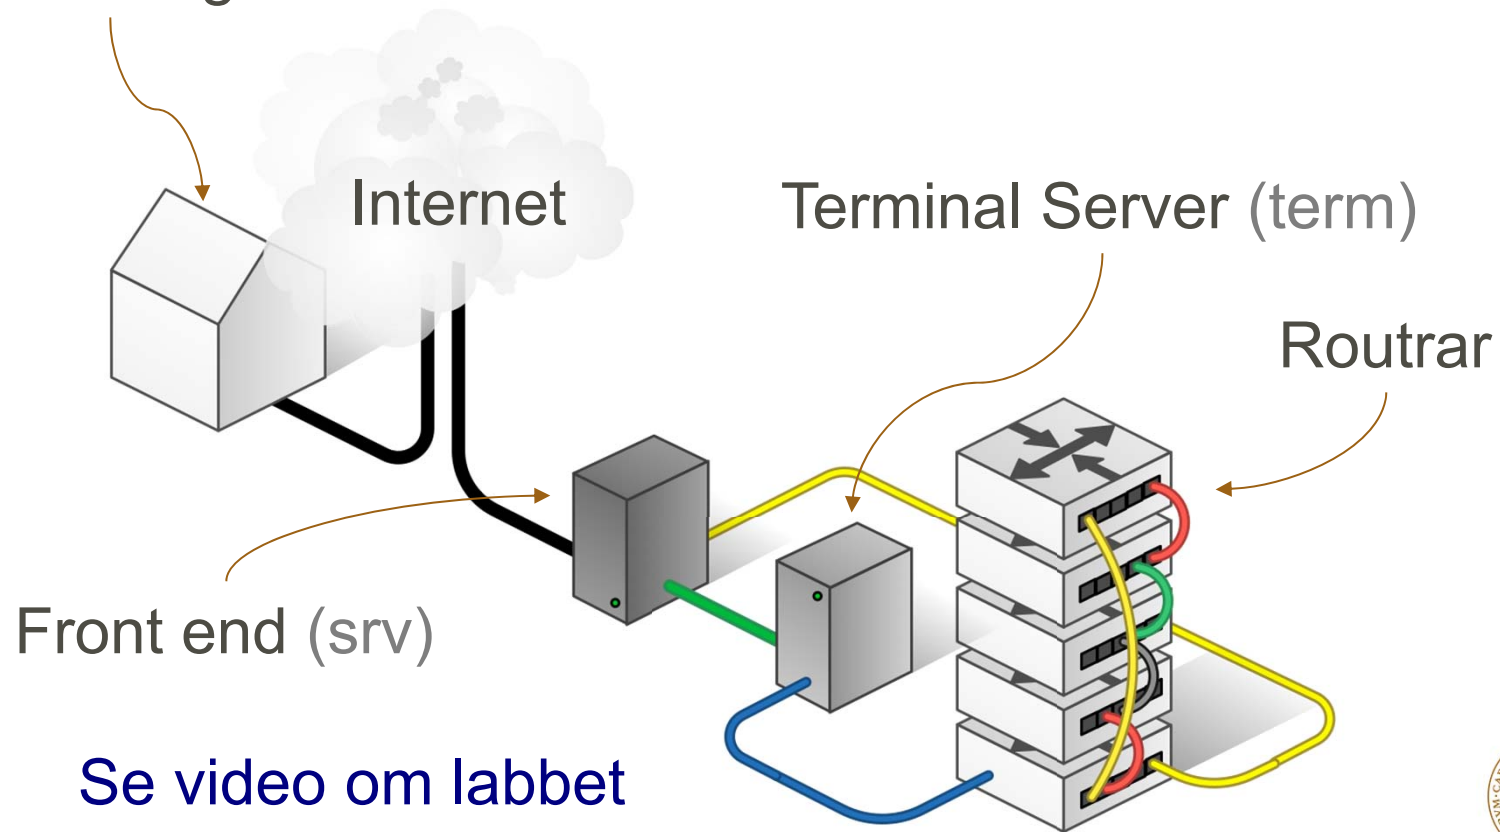 Internet
Terminal Server (term)
Routrar
Front end (srv)
Se video om labbet